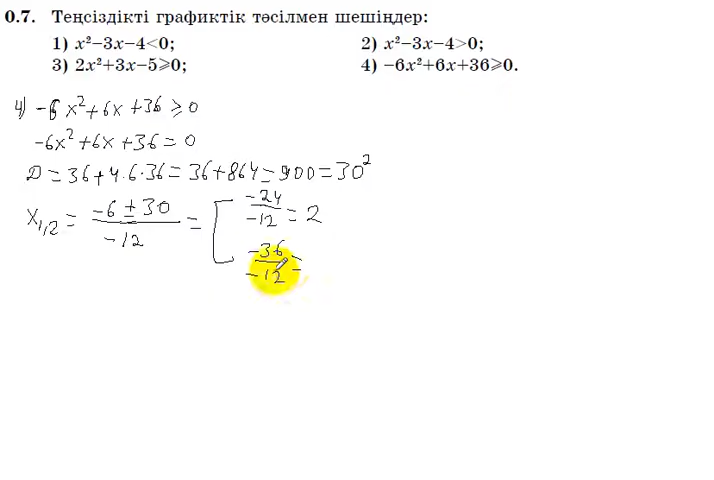 0.7. Теңсіздікті графиктік тәсілмен шешіңдер:
1) x²−3x−4<0; 2) x²−3x−4>0;
3) 2x²+3x−5⩾0; 4) −6x²+6x+36⩾0.
4) -6x²+6x+36 ⩾ 0
-6x²+6x+36=0
D=36+4·6·36=36+864=900=30²
x₁,₂ = (-6±30)/(-12) = [ -24/-12 = 2
-36/-12 =